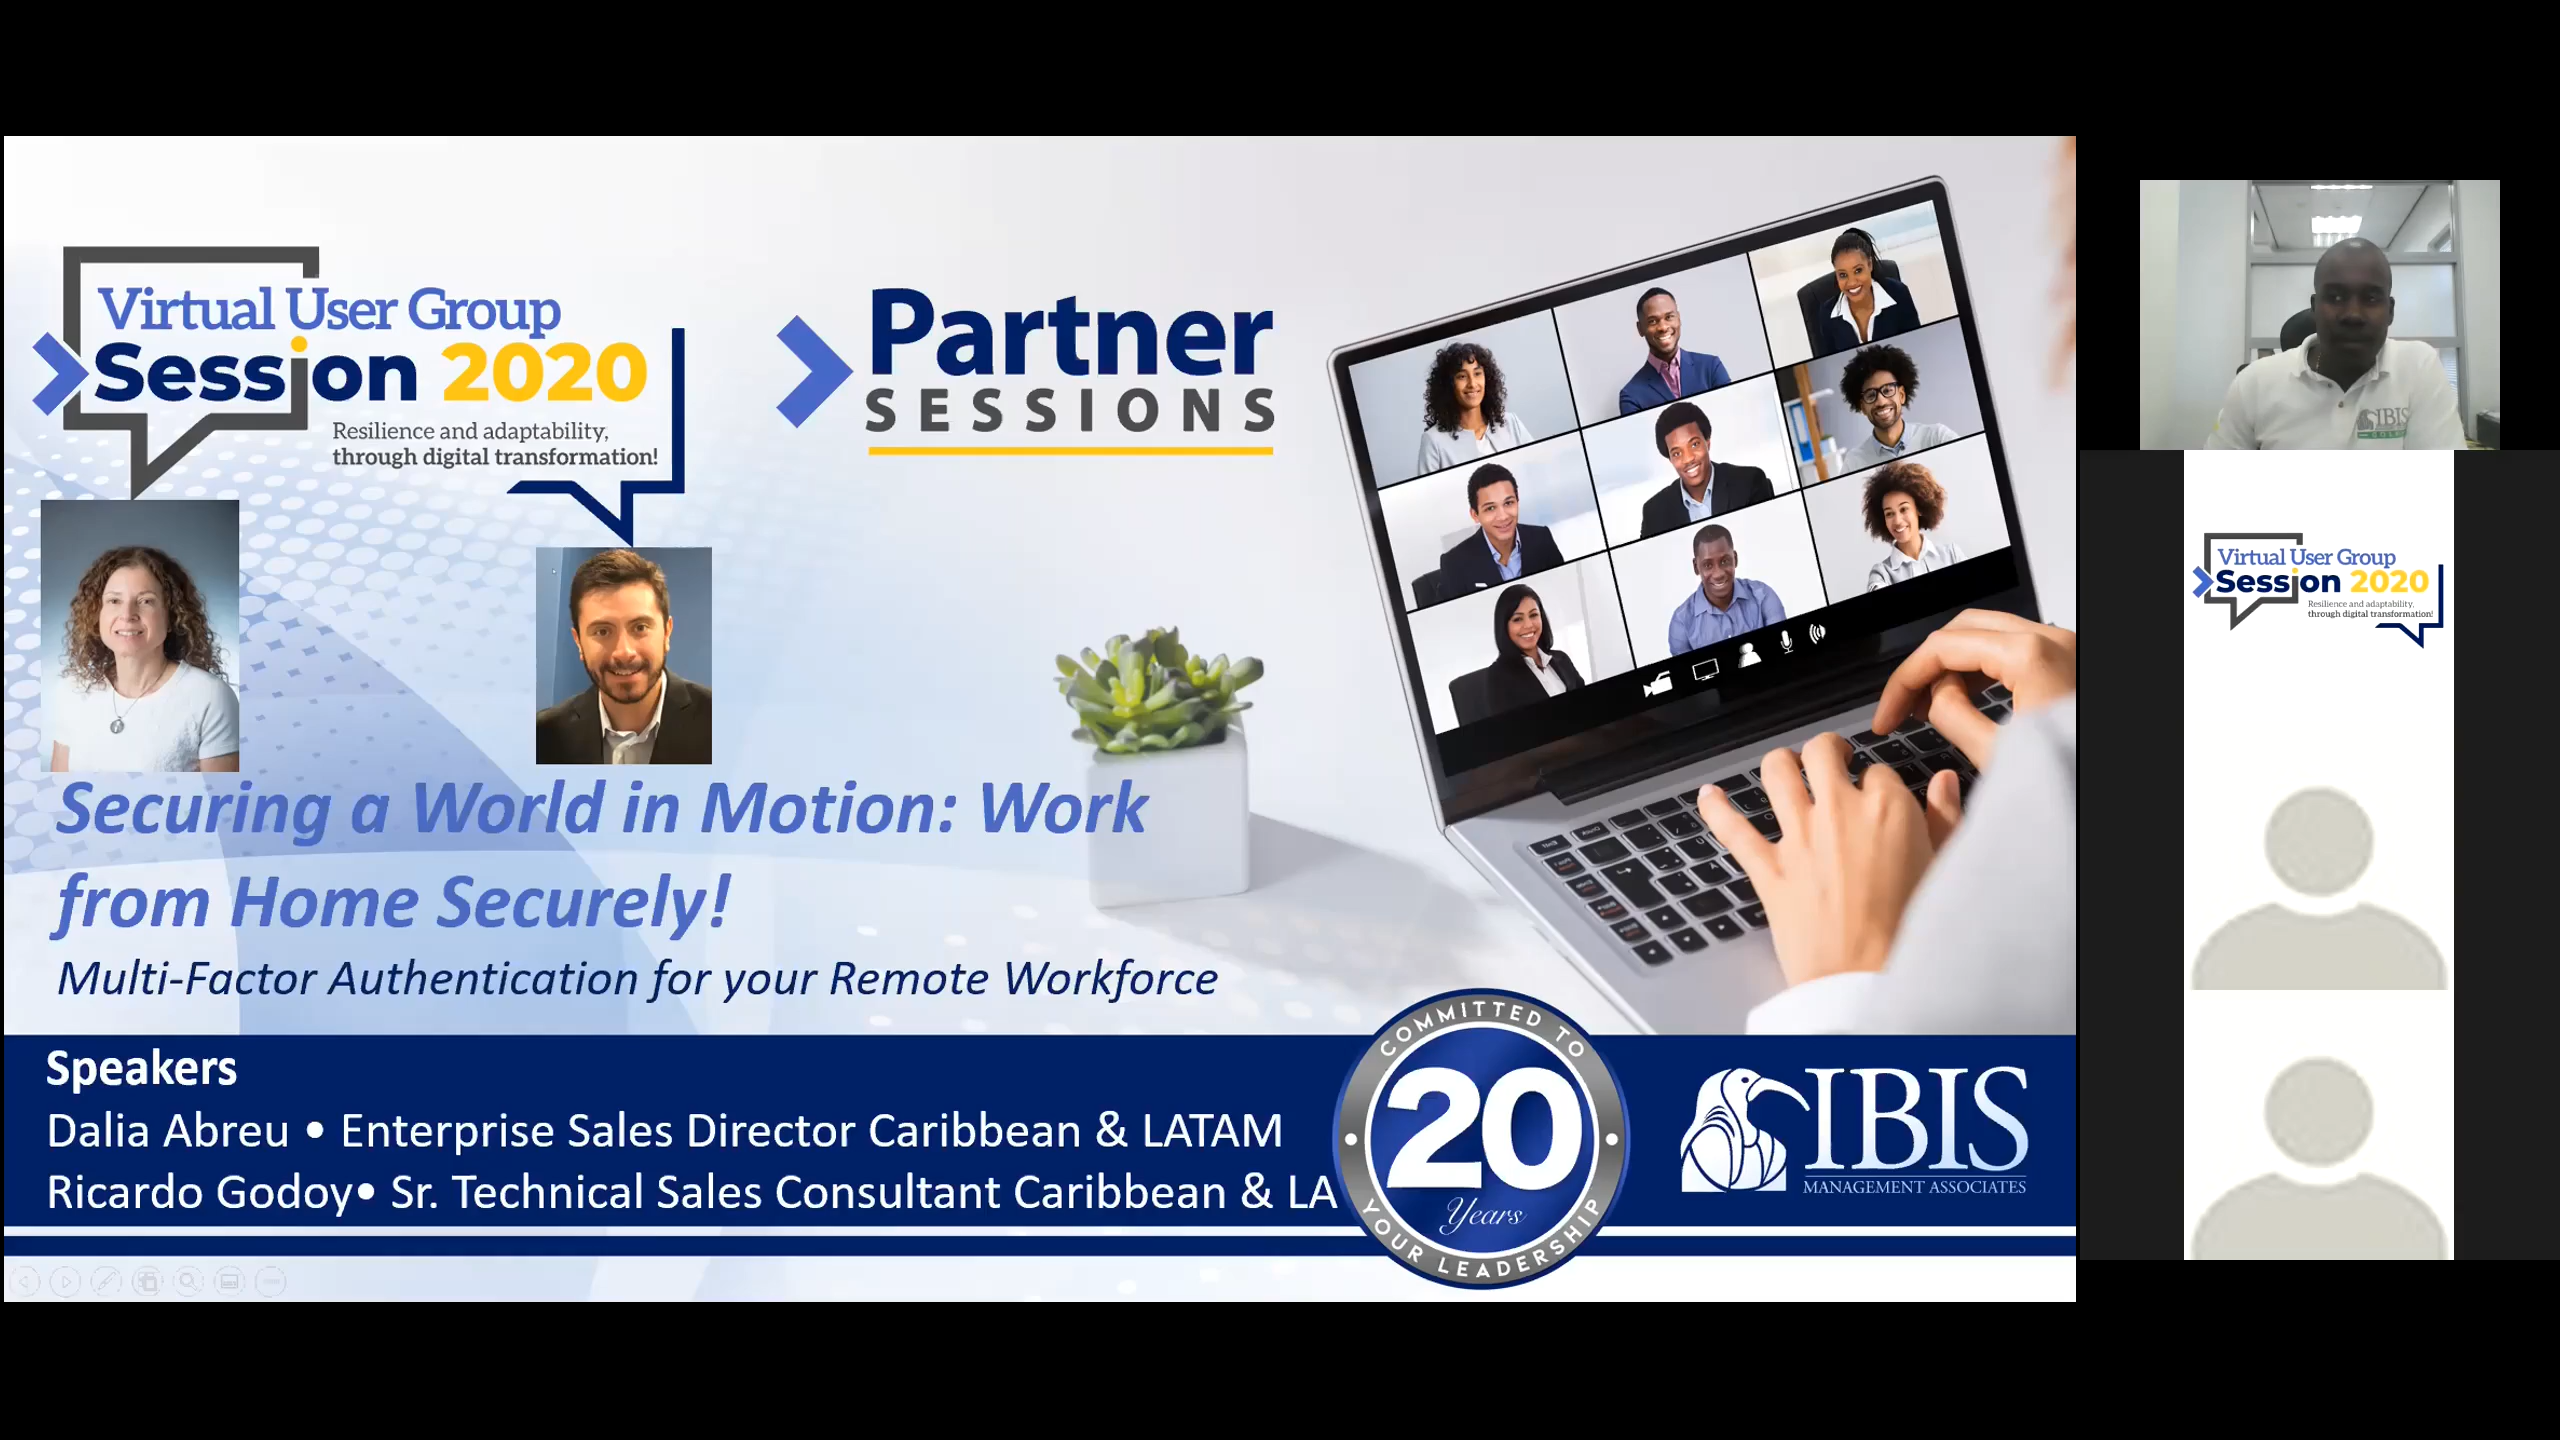 Virtual User Group
Session 2020
Resilience and adaptability,
through digital transformation!
Partner
SESSIONS
Securing a World in Motion: Work
from Home Securely!
Multi-Factor Authentication for your Remote Workforce
Speakers
Dalia Abreu • Enterprise Sales Director Caribbean & LATAM
Ricardo Godoy• Sr. Technical Sales Consultant Caribbean & LA
COMMITTED TO
20
Years
YOUR LEADERSHIP
IBIS
MANAGEMENT ASSOCIATES
IBIS
Virtual User Group
Session 2020
Resilience and adaptability,
through digital transformation!